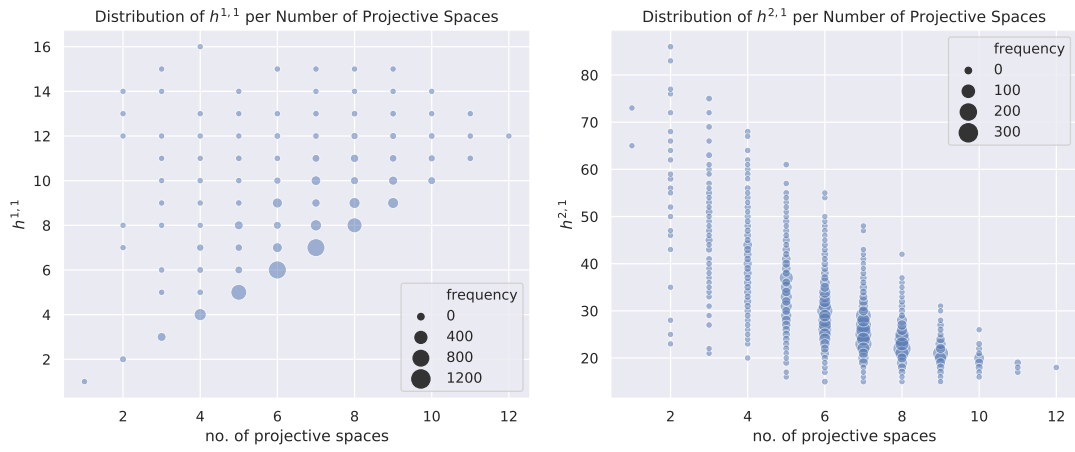 Distribution of h^{1,1} per Number of Projective Spaces
16
14
12
10
8
6
4
2
h^{1,1}
2 4 6 8 10 12
no. of projective spaces
frequency
0
400
800
1200
Distribution of h^{2,1} per Number of Projective Spaces
80
70
60
50
40
30
20
h^{2,1}
2 4 6 8 10 12
no. of projective spaces
frequency
0
100
200
300